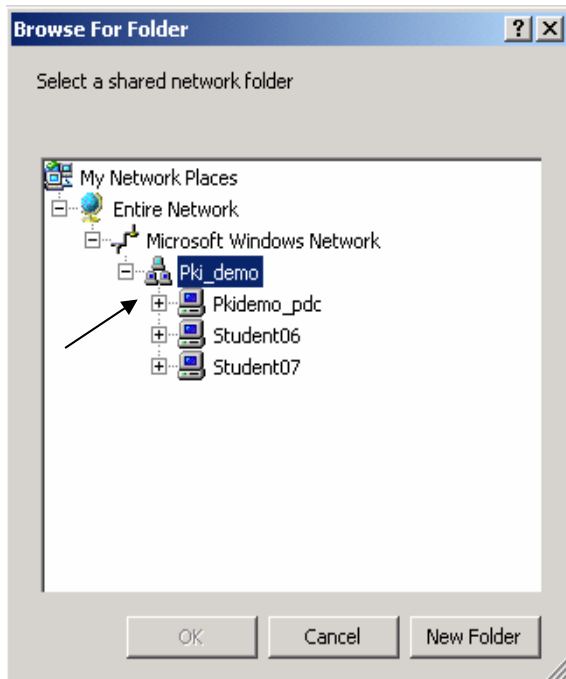 Browse For Folder
Select a shared network folder
My Network Places
Entire Network
Microsoft Windows Network
Pki_demo
Pkidemo_pdc
Student06
Student07
OK Cancel New Folder